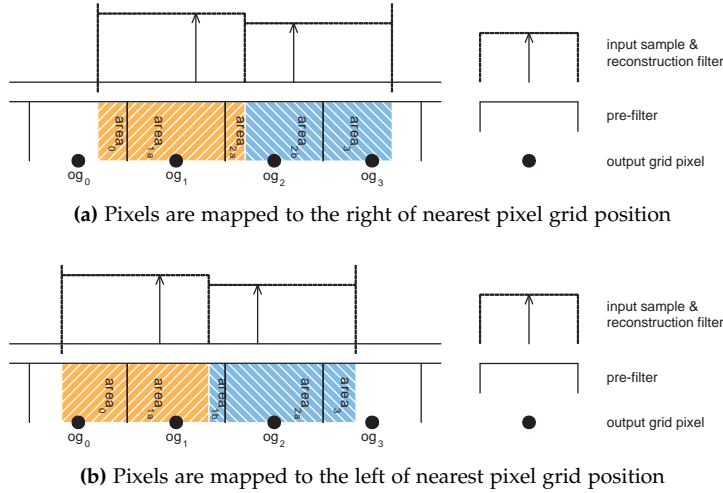 input sample &
reconstruction filter
pre-filter
area0 area1a area2a area2b area3
output grid pixel
og0 og1 og2 og3
(a) Pixels are mapped to the right of nearest pixel grid position
input sample &
reconstruction filter
pre-filter
area0 area1a area1b area2a area3
output grid pixel
og0 og1 og2 og3
(b) Pixels are mapped to the left of nearest pixel grid position